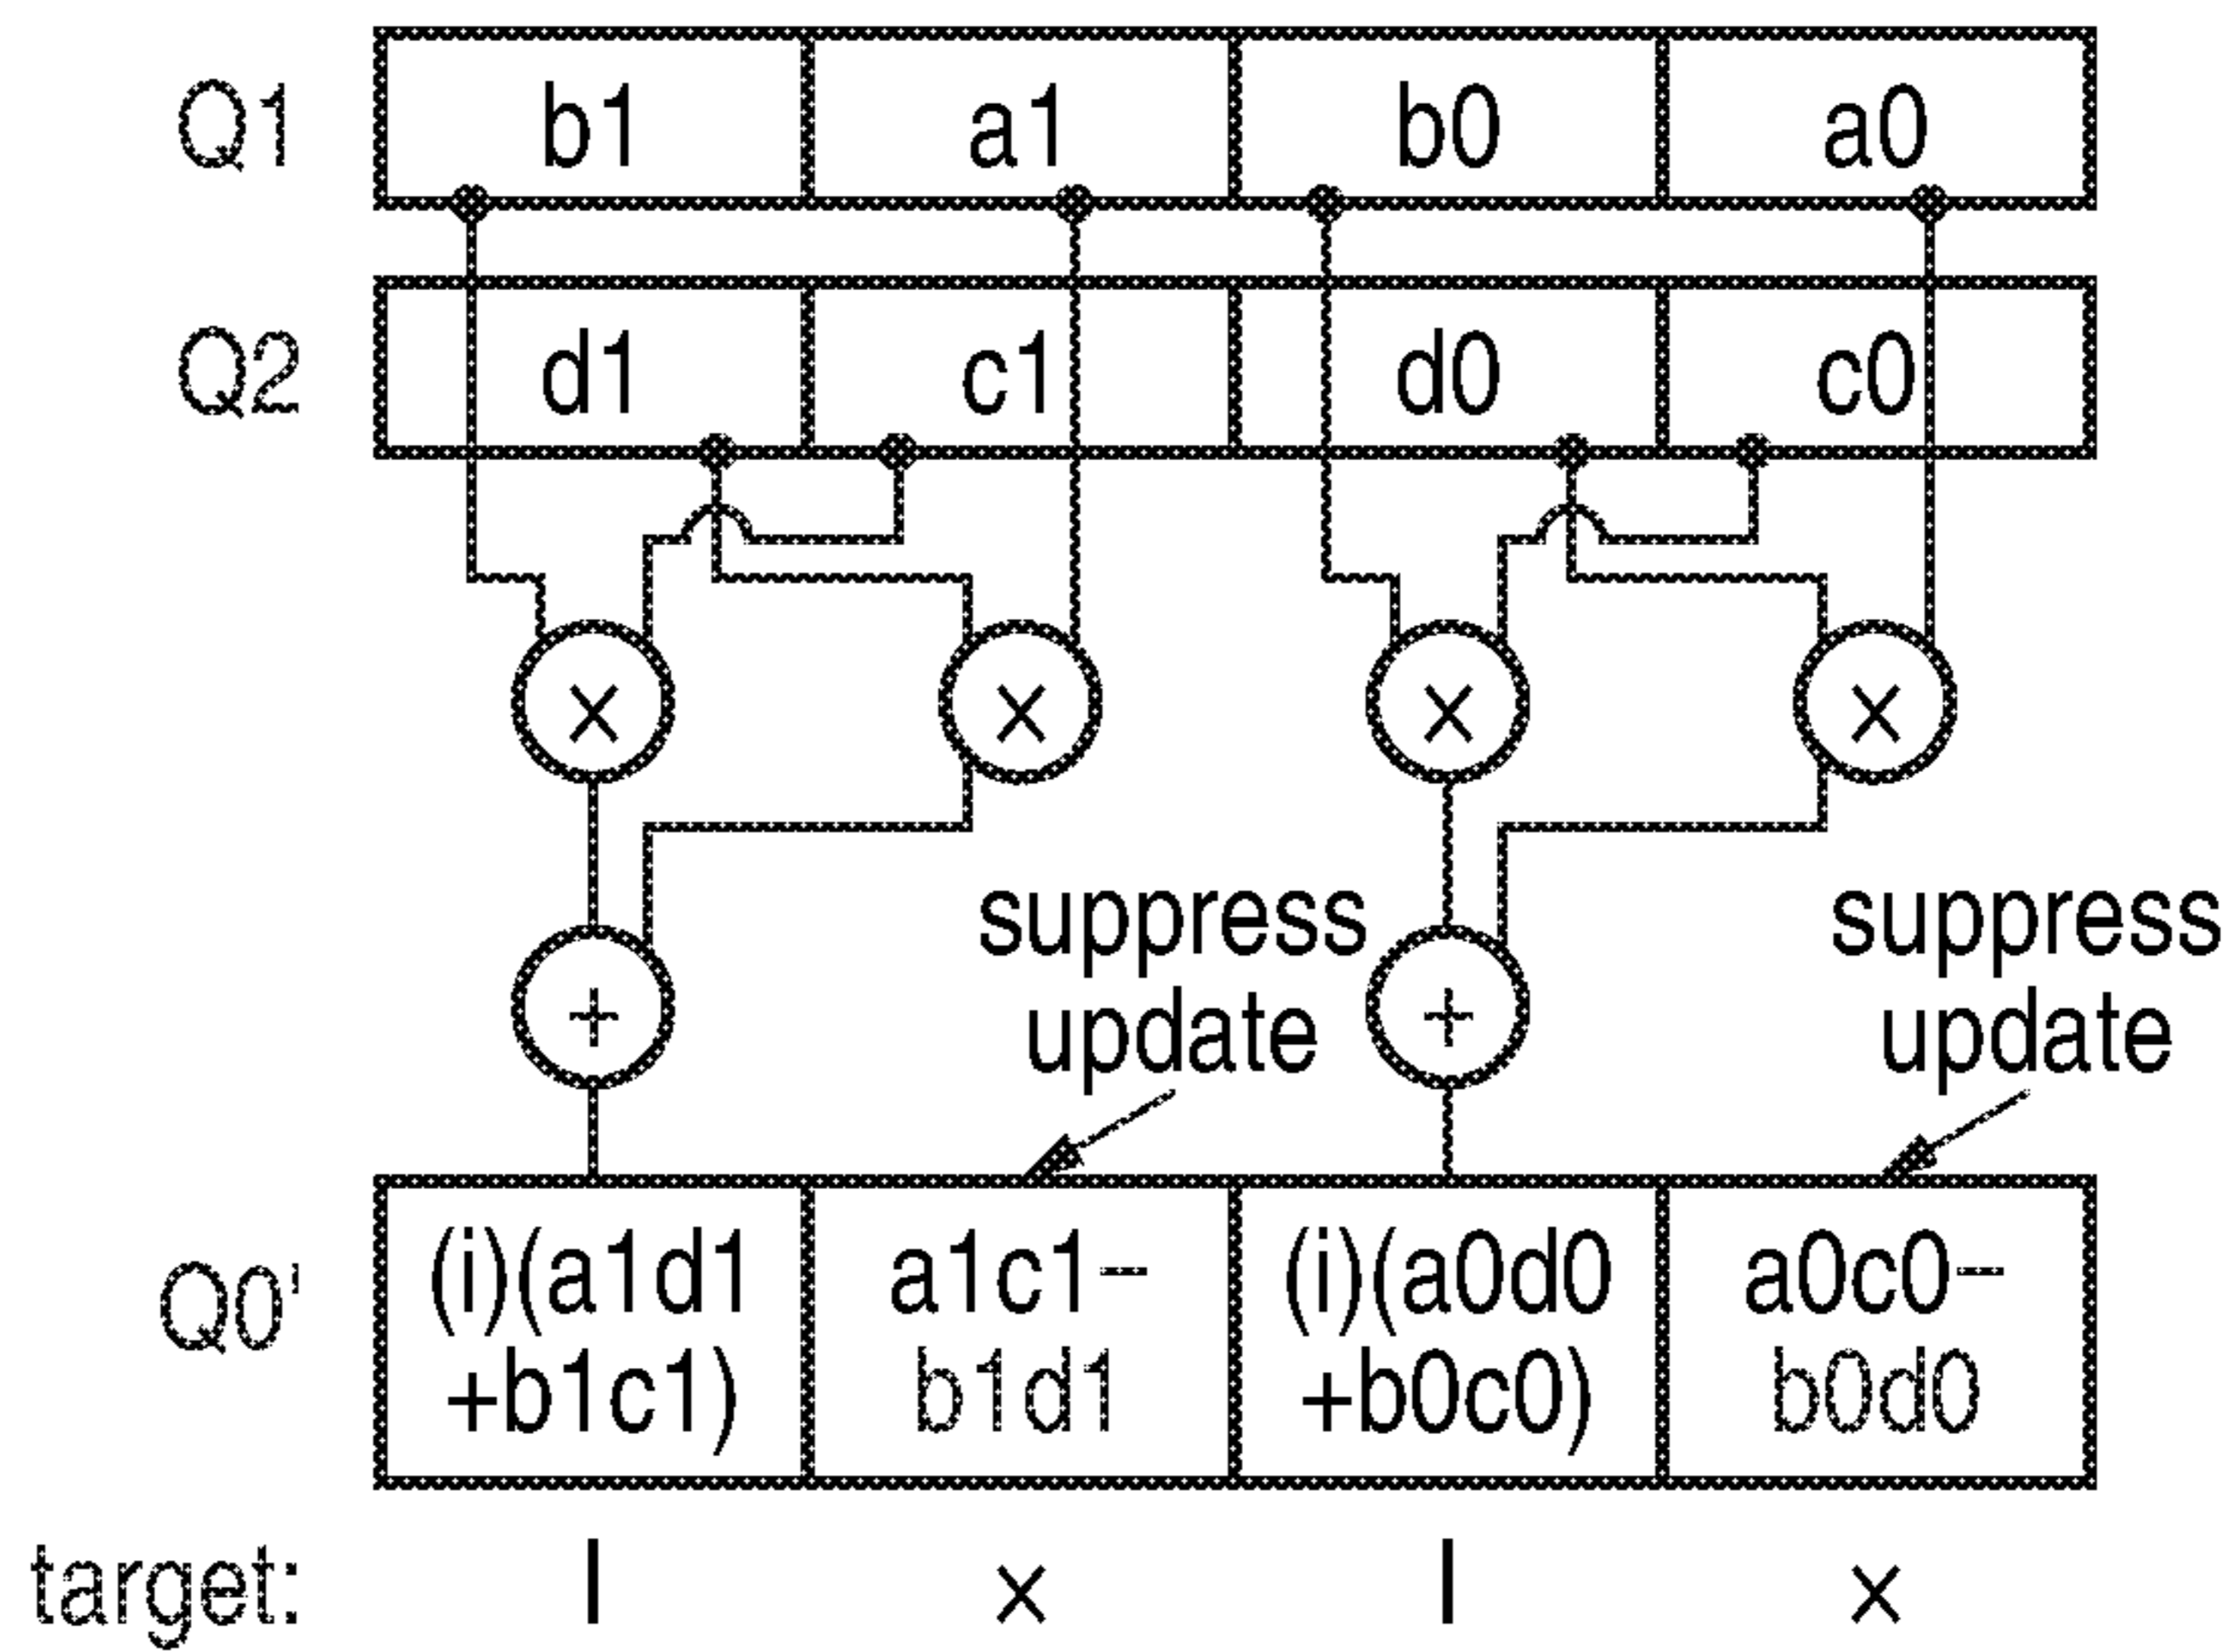 Q1 b1 a1 b0 a0
Q2 d1 c1 d0 c0
× × × ×
+ +
suppress suppress
update update
Q0' (i)(a1d1 a1c1– (i)(a0d0 a0c0–
+b1c1) b1d1 +b0c0) b0d0
target: I × I ×